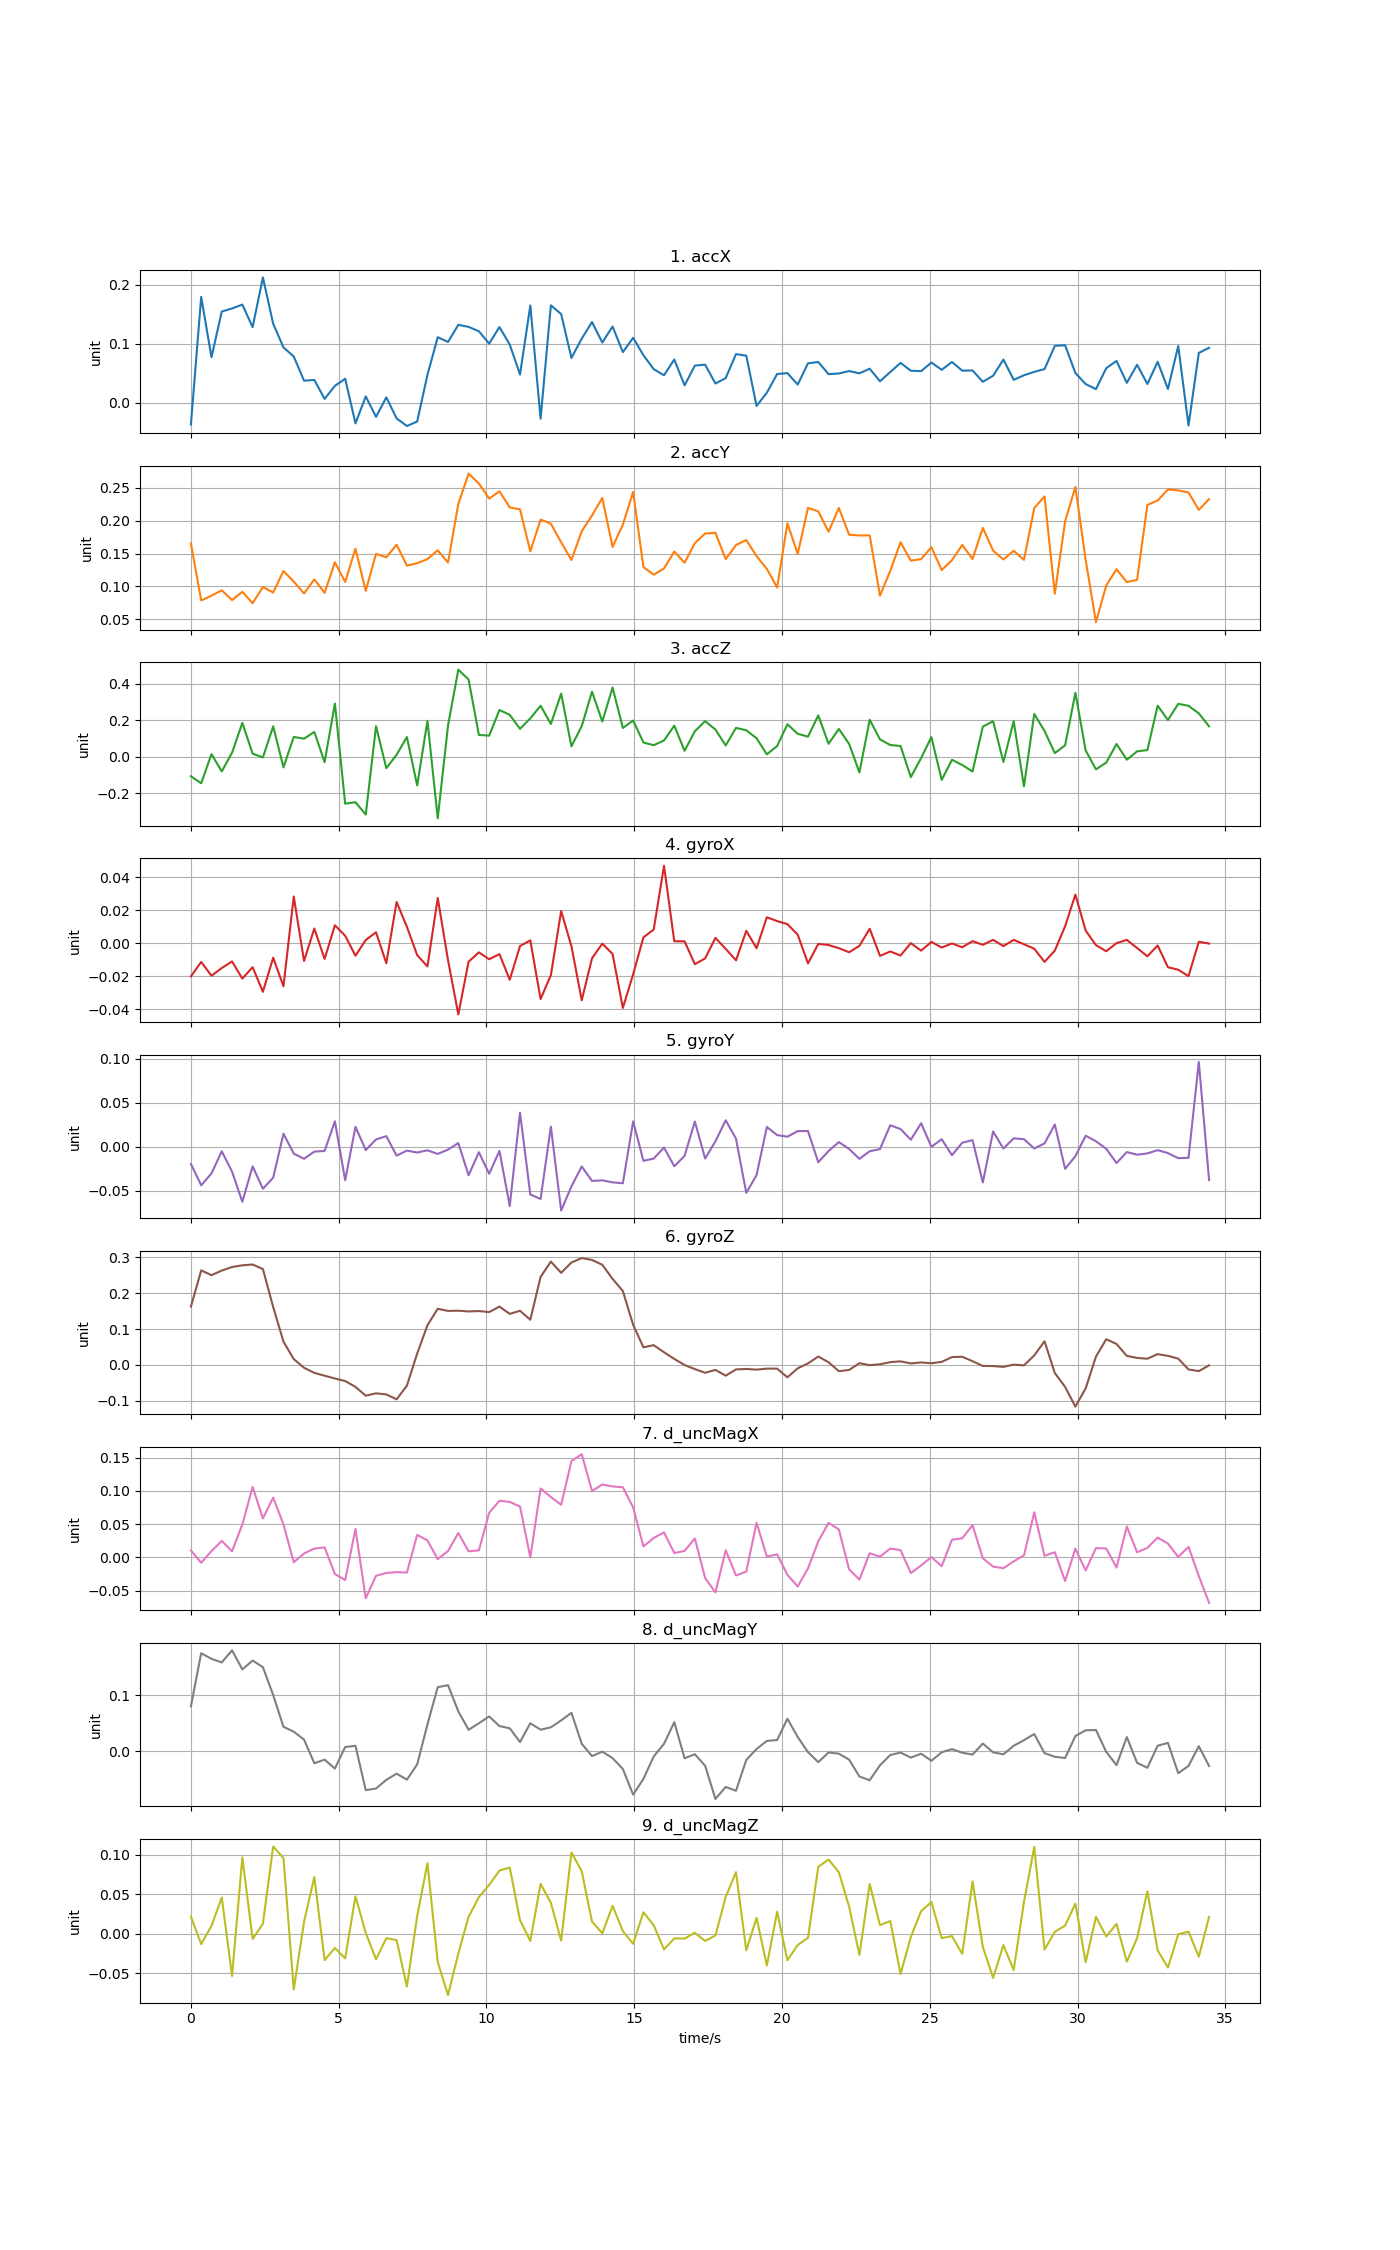 1. accX
0.2
0.1
0.0
unit
2. accY
0.25
0.20
0.15
0.10
0.05
unit
3. accZ
0.4
0.2
0.0
−0.2
unit
4. gyroX
0.04
0.02
0.00
−0.02
−0.04
unit
5. gyroY
0.10
0.05
0.00
−0.05
unit
6. gyroZ
0.3
0.2
0.1
0.0
−0.1
unit
7. d_uncMagX
0.15
0.10
0.05
0.00
−0.05
unit
8. d_uncMagY
0.1
0.0
unit
9. d_uncMagZ
0.10
0.05
0.00
−0.05
unit
0 5 10 15 20 25 30 35
time/s